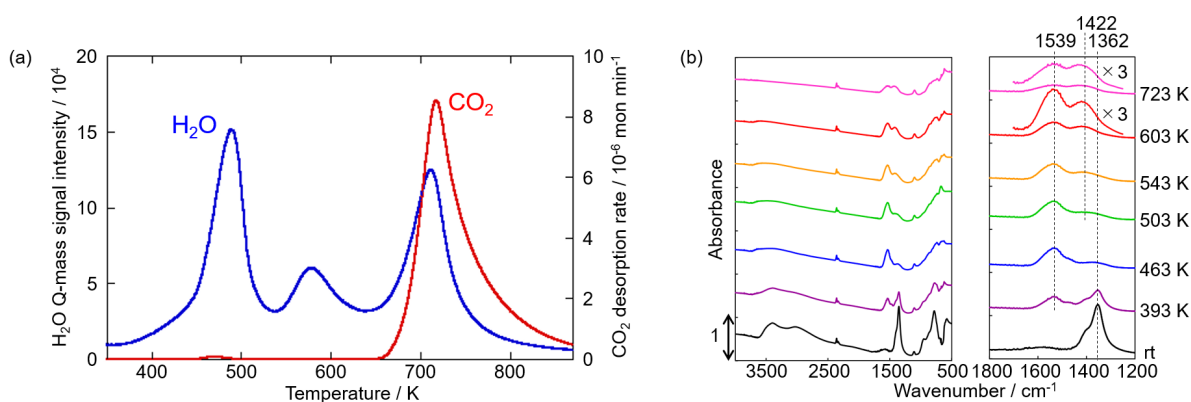 (a)
H₂O Q-mass signal intensity / 10⁴
20
15
10
5
0
H₂O
CO₂
10
8
6
4
2
0
CO₂ desorption rate / 10⁻⁶ mon min⁻¹
400 500 600 700 800
Temperature / K
(b)
Absorbance
1
1422
1539 1362
× 3
723 K
× 3
603 K
543 K
503 K
463 K
393 K
rt
3500 2500 1500 500
1800 1600 1400 1200
Wavenumber / cm⁻¹